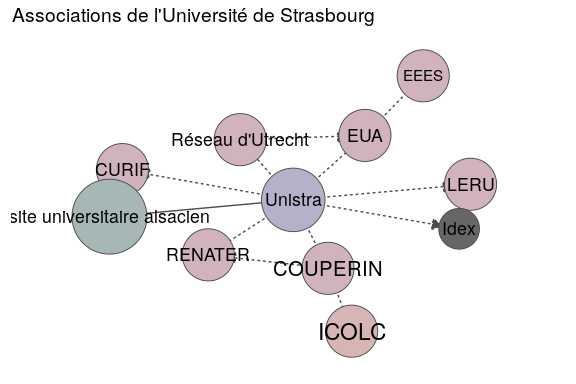 Associations de l'Université de Strasbourg
EEES
Réseau d'Utrecht
EUA
CURIF
LERU
Unistra
site universitaire alsacien
Idex
RENATER
COUPERIN
ICOLC